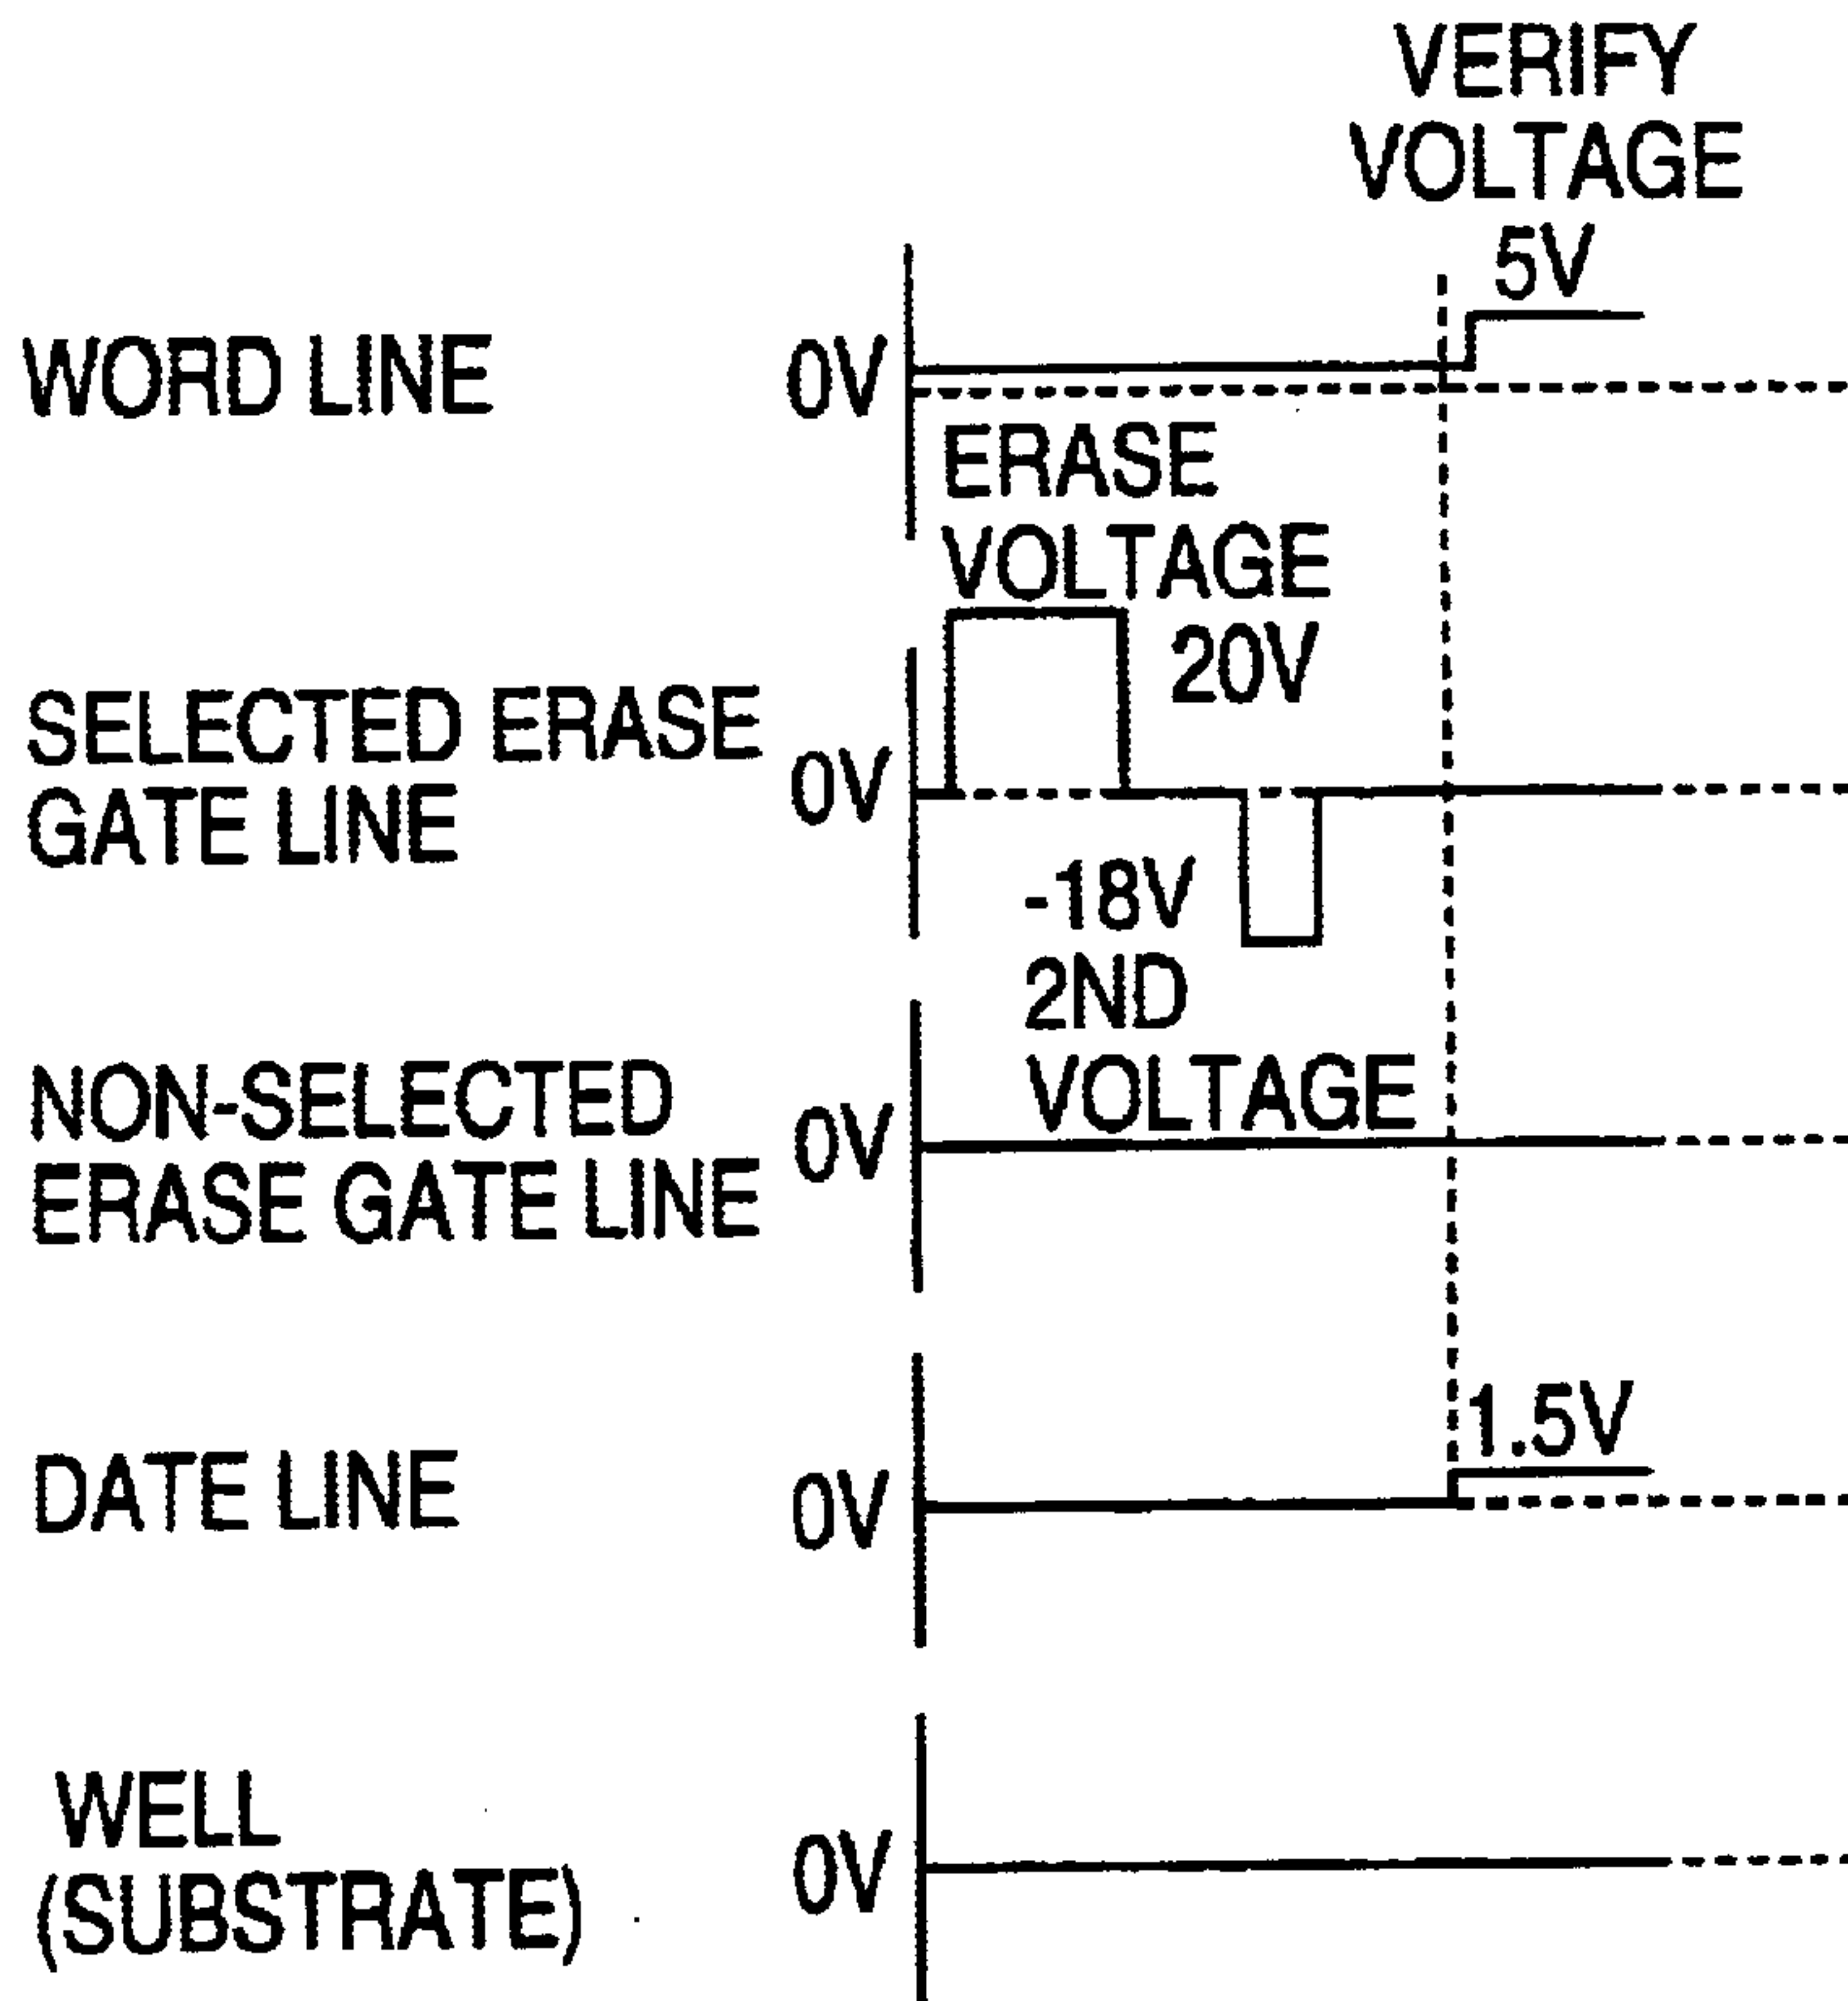 VERIFY
VOLTAGE
5V
WORD LINE
0V
ERASE
VOLTAGE
20V
SELECTED ERASE
GATE LINE
0V
-18V
2ND
VOLTAGE
NON-SELECTED
ERASE GATE LINE
0V
1.5V
DATE LINE
0V
WELL
(SUBSTRATE)
0V